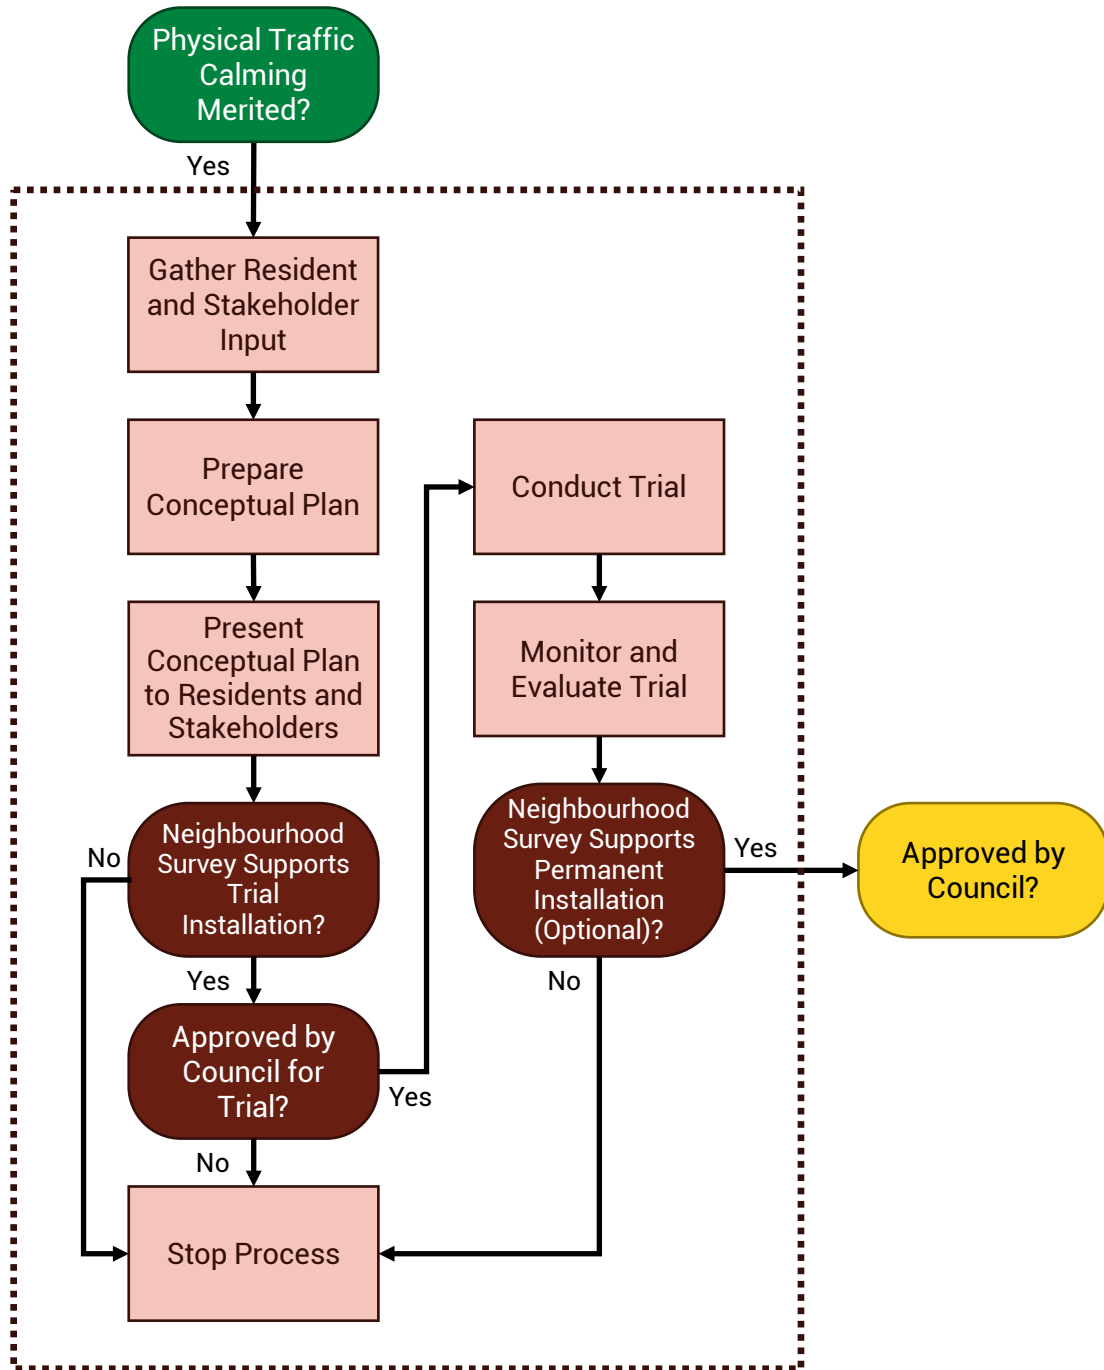 Physical Traffic
Calming
Merited?
Yes
Gather Resident
and Stakeholder
Input
Prepare
Conceptual Plan
Present
Conceptual Plan
to Residents and
Stakeholders
Neighbourhood
Survey Supports
Trial
Installation?
No
Yes
Approved by
Council for
Trial?
Yes
No
Stop Process
Conduct Trial
Monitor and
Evaluate Trial
Neighbourhood
Survey Supports
Permanent
Installation
(Optional)?
Yes
No
Approved by
Council?